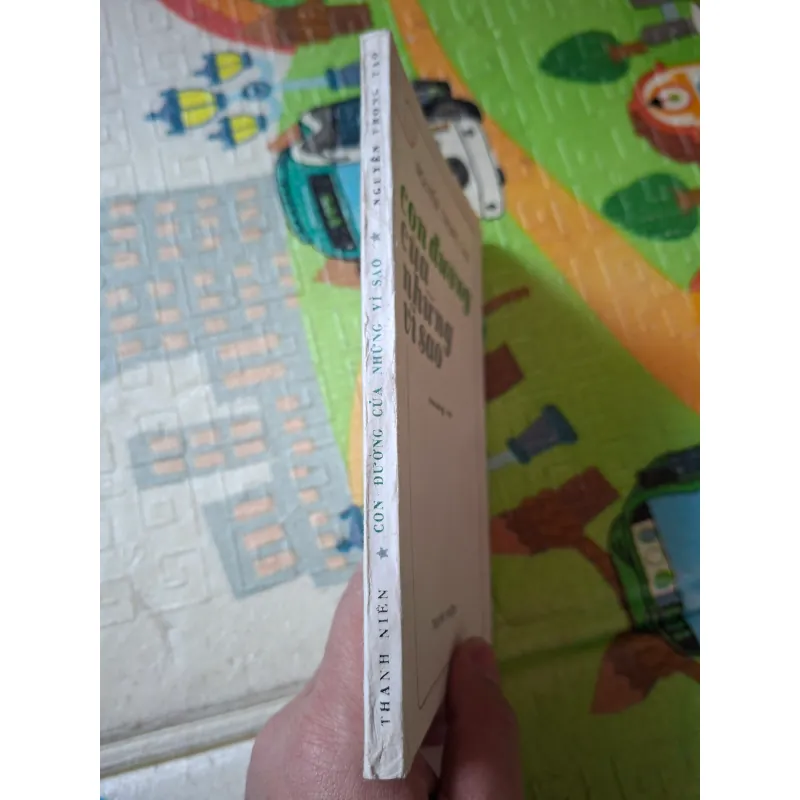 THANH NIÊN ★ CON ĐƯỜNG CỦA NHỮNG VÌ SAO ★ NGUYỄN TRỌNG TẠO
con đường
của
những
vì sao